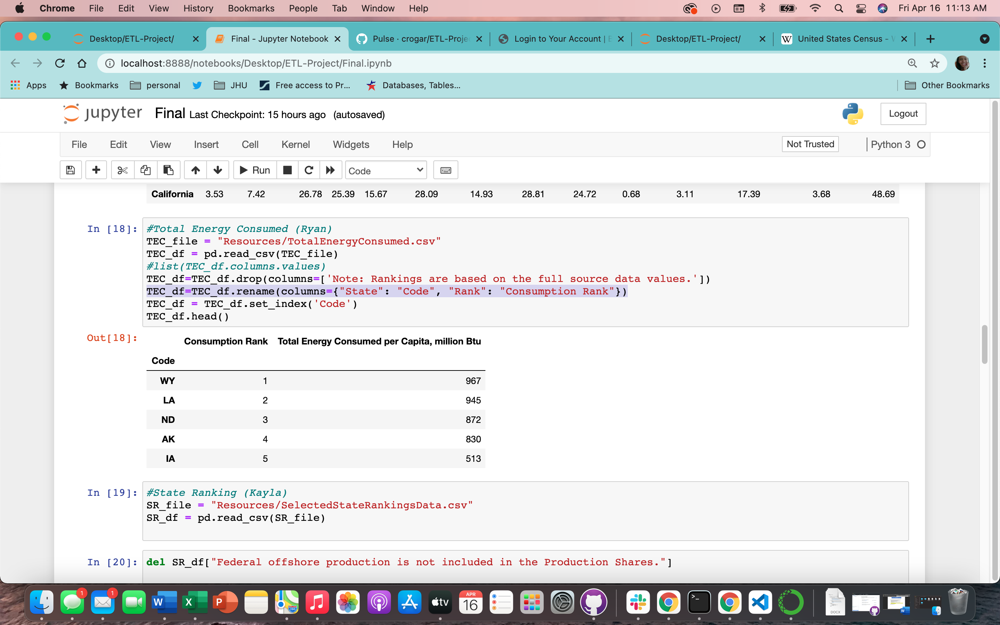 Chrome File Edit View History Bookmarks People Tab Window Help Fri Apr 16 11:13 AM
Desktop/ETL-Project/ Final - Jupyter Notebook Pulse · crogar/ETL-Projec Login to Your Account | Desktop/ETL-Project/ United States Census -
localhost:8888/notebooks/Desktop/ETL-Project/Final.ipynb
Apps Bookmarks personal JHU Free access to Pr... Databases, Tables... Other Bookmarks
jupyter Final Last Checkpoint: 15 hours ago (autosaved) Logout
File Edit View Insert Cell Kernel Widgets Help Not Trusted Python 3
Run Code
California 3.53 7.42 26.78 25.39 15.67 28.09 14.93 28.81 24.72 0.68 3.11 17.39 3.68 48.69
In [18]: #Total Energy Consumed (Ryan)
TEC_file = "Resources/TotalEnergyConsumed.csv"
TEC_df = pd.read_csv(TEC_file)
#list(TEC_df.columns.values)
TEC_df=TEC_df.drop(columns=['Note: Rankings are based on the full source data values.'])
TEC_df=TEC_df.rename(columns={"State": "Code", "Rank": "Consumption Rank"})
TEC_df = TEC_df.set_index('Code')
TEC_df.head()
Out[18]: Consumption Rank Total Energy Consumed per Capita, million Btu
Code
WY 1 967
LA 2 945
ND 3 872
AK 4 830
IA 5 513
In [19]: #State Ranking (Kayla)
SR_file = "Resources/SelectedStateRankingsData.csv"
SR_df = pd.read_csv(SR_file)
In [20]: del SR_df["Federal offshore production is not included in the Production Shares."]
1 1 W X P 280 tv APR 16 >_ DOCX W